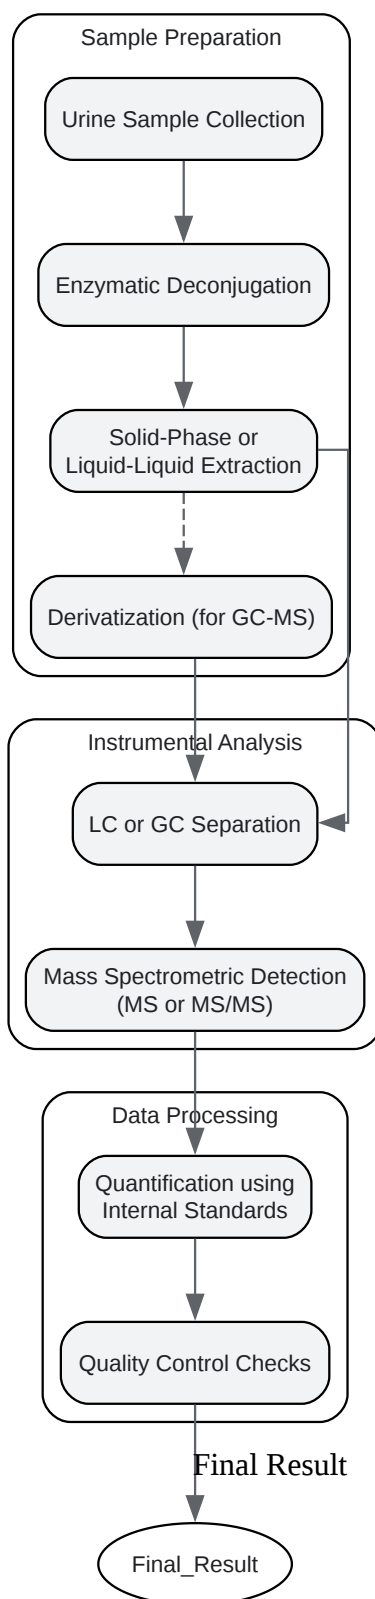 Sample Preparation
Urine Sample Collection
Enzymatic Deconjugation
Solid-Phase or
Liquid-Liquid Extraction
Derivatization (for GC-MS)
Instrumental Analysis
LC or GC Separation
Mass Spectrometric Detection
(MS or MS/MS)
Data Processing
Quantification using
Internal Standards
Quality Control Checks
Final Result
Final_Result